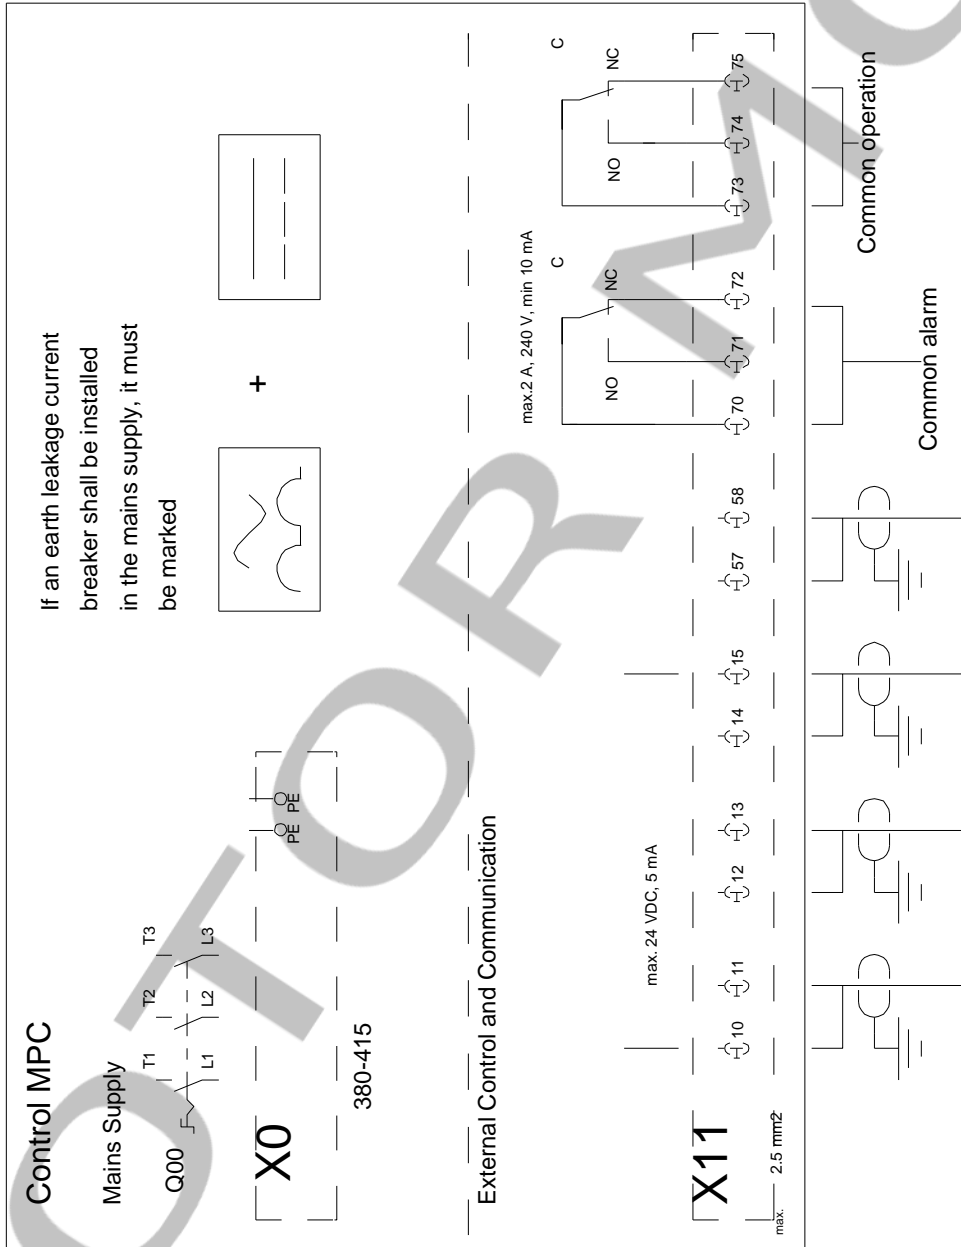 Control MPC
Mains Supply
Q00
T1 T2 T3
L1 L2 L3
X0
PE PE
380-415
If an earth leakage current
breaker shall be installed
in the mains supply, it must
be marked
+
External Control and Communication
max. 24 VDC, 5 mA
max.2 A, 240 V, min 10 mA
C C
NO NC NO NC
X11
10 11 12 13 14 15 57 58 70 71 72 73 74 75
max. 2.5 mm2
Common alarm
Common operation
OTOR MO